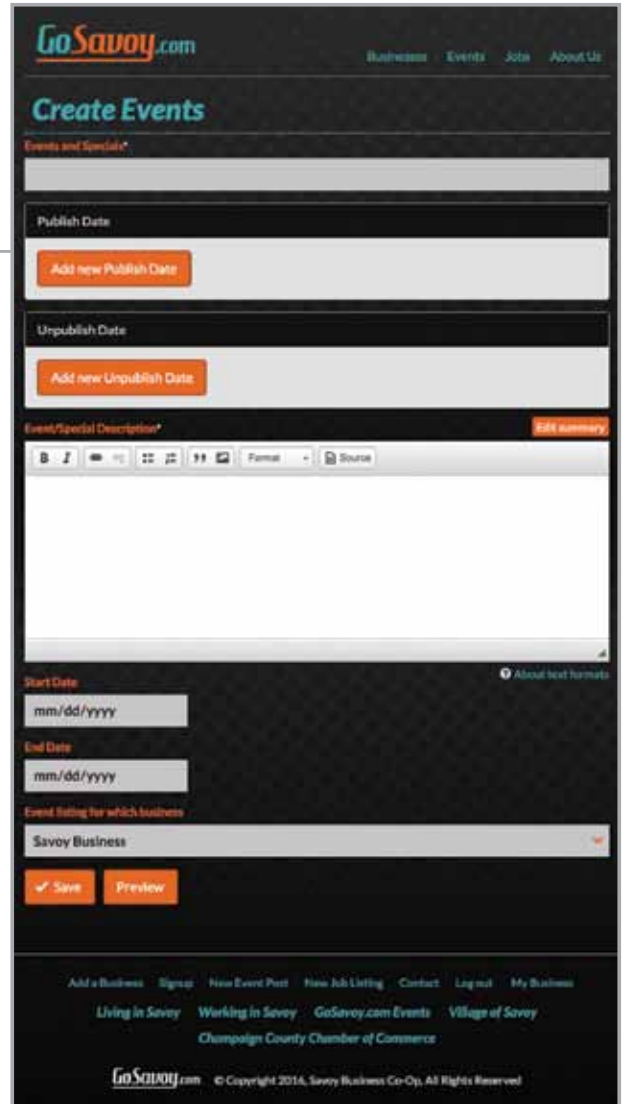 GoSavoy.com
Businesses Events Jobs About Us
Create Events
Events and Specials*
Publish Date
Add new Publish Date
Unpublish Date
Add new Unpublish Date
Event/Special Description*
Edit summary
B I Format Source
? About text formats
Start Date
mm/dd/yyyy
End Date
mm/dd/yyyy
Event listing for which business
Savoy Business
Save Preview
Add a Business Signup New Event Post New Job Listing Contact Log out My Business
Living in Savoy Working in Savoy GoSavoy.com Events Village of Savoy
Champaign County Chamber of Commerce
GoSavoy.com © Copyright 2016, Savoy Business Co-Op, All Rights Reserved